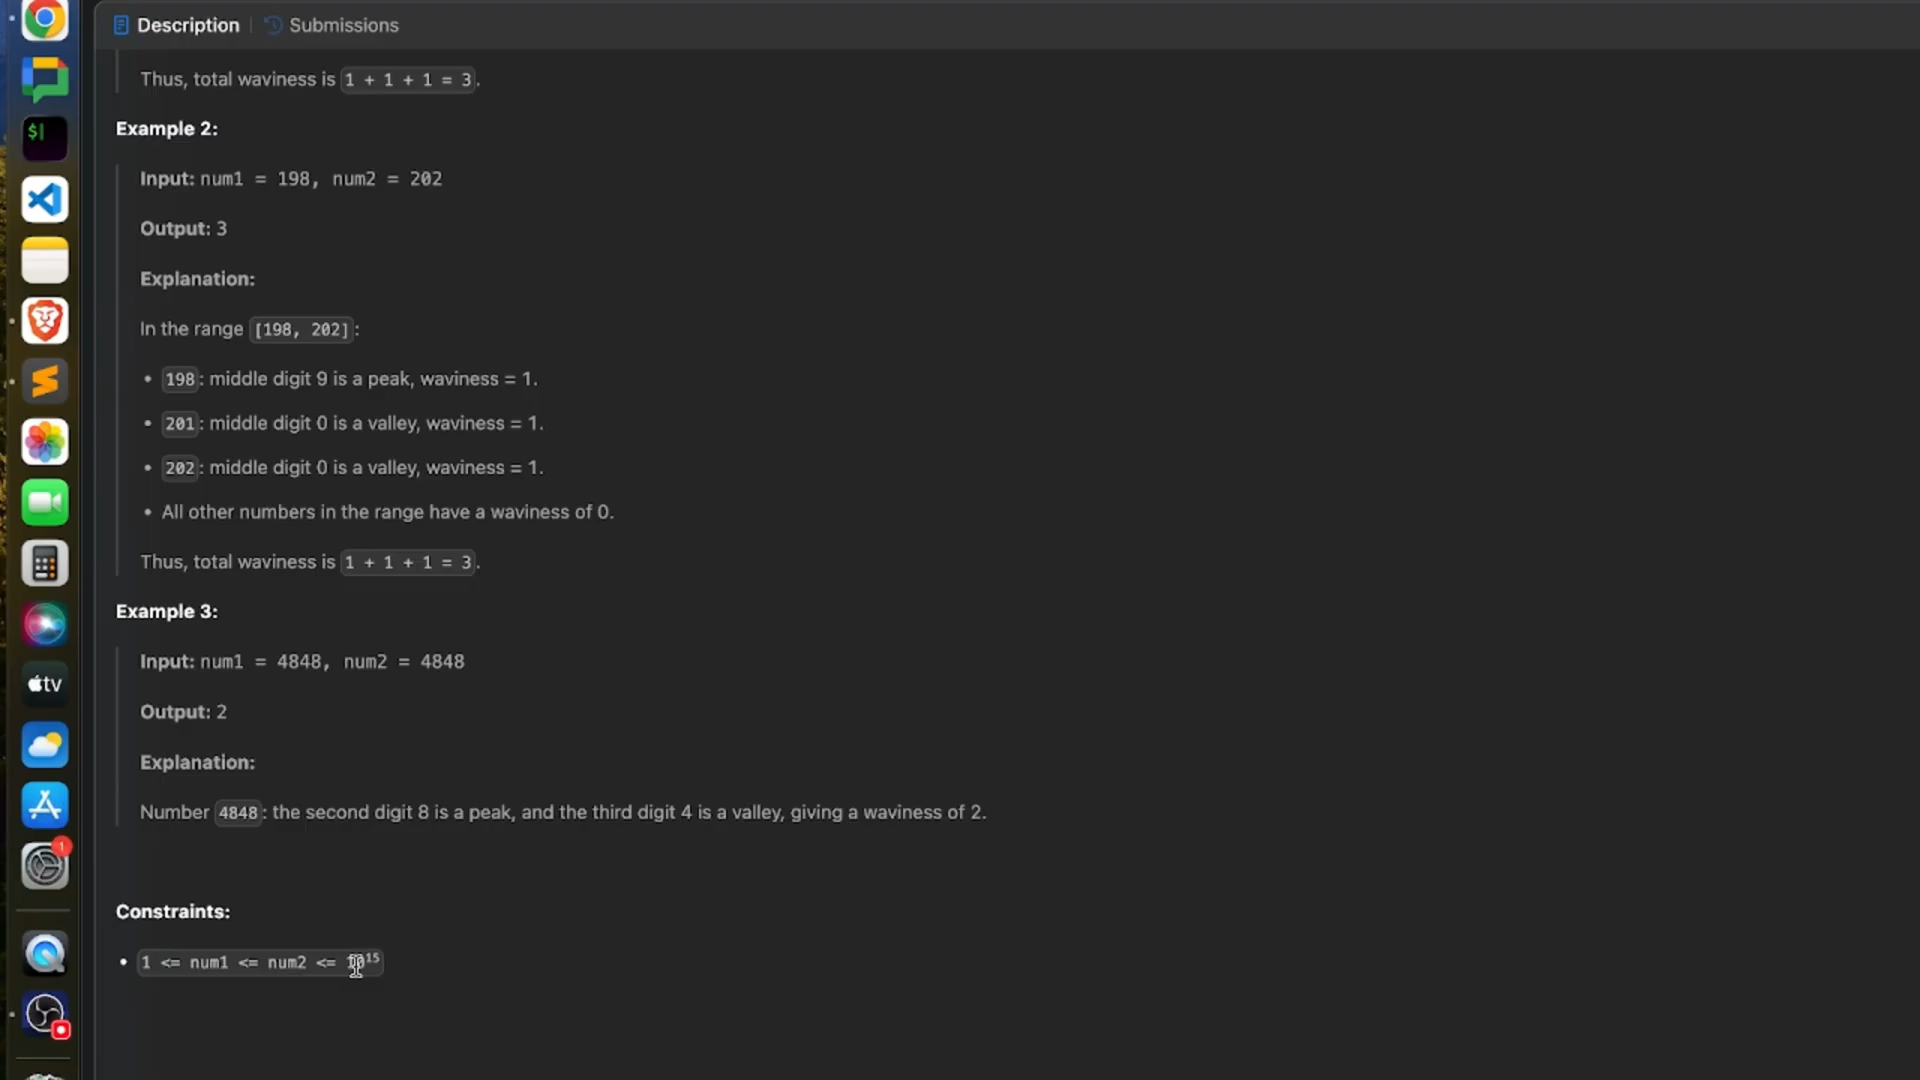 Description
Submissions
Thus, total waviness is 1 + 1 + 1 = 3.
Example 2:
Input: num1 = 198, num2 = 202
Output: 3
Explanation:
In the range [198, 202]:
• 198: middle digit 9 is a peak, waviness = 1.
• 201: middle digit 0 is a valley, waviness = 1.
• 202: middle digit 0 is a valley, waviness = 1.
• All other numbers in the range have a waviness of 0.
Thus, total waviness is 1 + 1 + 1 = 3.
Example 3:
Input: num1 = 4848, num2 = 4848
Output: 2
Explanation:
Number 4848: the second digit 8 is a peak, and the third digit 4 is a valley, giving a waviness of 2.
Constraints:
• 1 <= num1 <= num2 <= 10¹⁵
$
tv
1